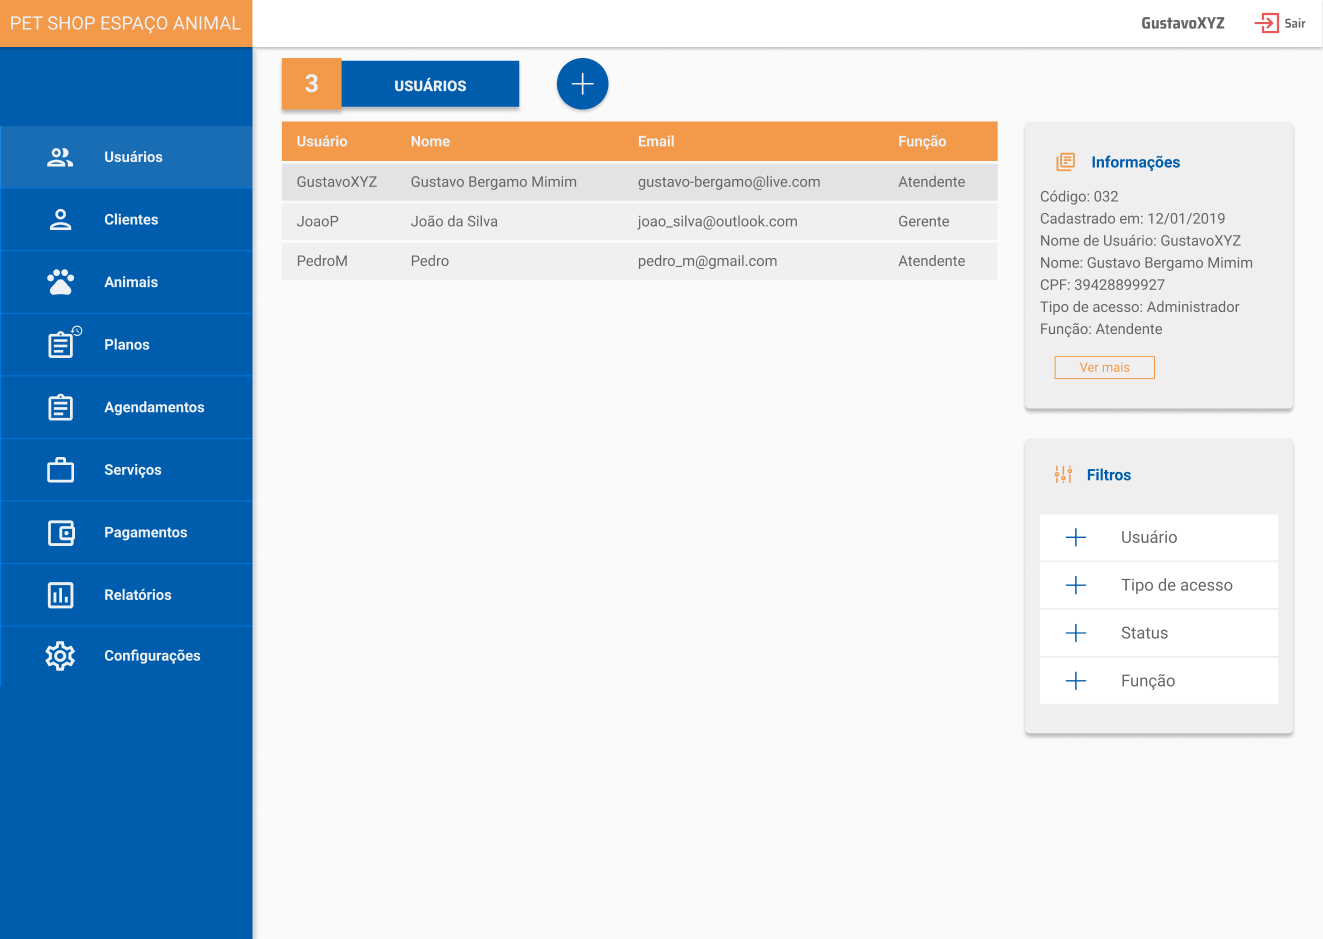 PET SHOP ESPAÇO ANIMAL
GustavoXYZ
Sair
3
USUÁRIOS
Usuários
Clientes
Animais
Planos
Agendamentos
Serviços
Pagamentos
Relatórios
Configurações
Usuário Nome Email Função
GustavoXYZ Gustavo Bergamo Mimim gustavo-bergamo@live.com Atendente
JoaoP João da Silva joao_silva@outlook.com Gerente
PedroM Pedro pedro_m@gmail.com Atendente
Informações
Código: 032
Cadastrado em: 12/01/2019
Nome de Usuário: GustavoXYZ
Nome: Gustavo Bergamo Mimim
CPF: 39428899927
Tipo de acesso: Administrador
Função: Atendente
Ver mais
Filtros
Usuário
Tipo de acesso
Status
Função